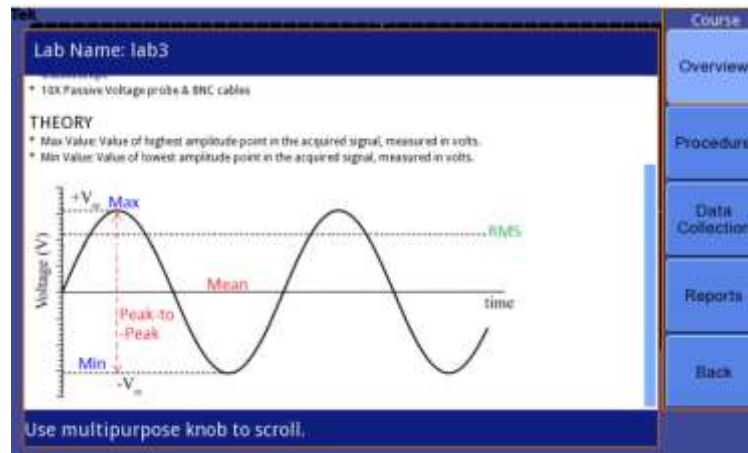 Tek
Lab Name: lab3
* 10X Passive Voltage probe & BNC cables
THEORY
* Max Value: Value of highest amplitude point in the acquired signal, measured in volts.
* Min Value: Value of lowest amplitude point in the acquired signal, measured in volts.
+Vm Max
RMS
Voltage (V)
Mean
time
Peak-to
-Peak
Min
-Vm
Use multipurpose knob to scroll.
Course
Overview
Procedure
Data
Collection
Reports
Back